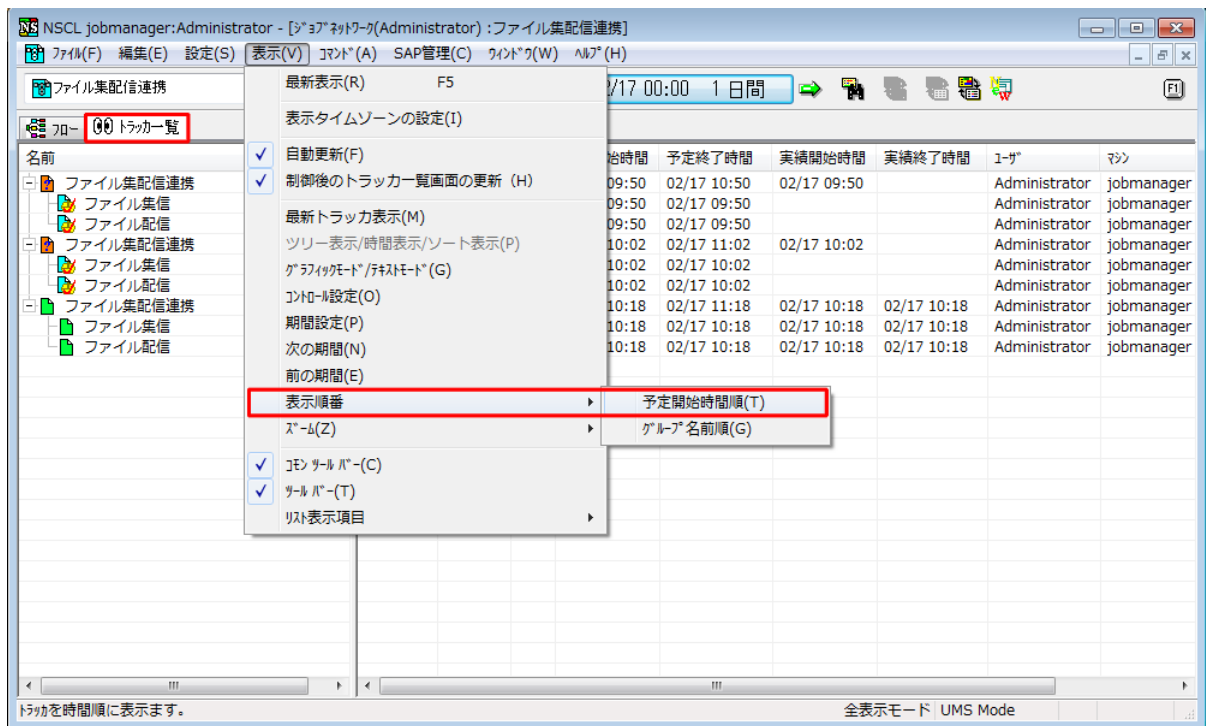 NS NSCL jobmanager:Administrator - [ｼﾞｮﾌﾞﾈｯﾄﾜｰｸ(Administrator) :ファイル集配信連携]
ﾌｧｲﾙ(F) 編集(E) 設定(S) 表示(V) ｺﾏﾝﾄﾞ(A) SAP管理(C) ｳｨﾝﾄﾞｳ(W) ﾍﾙﾌﾟ(H)
ファイル集配信連携 /17 00:00 1 日間 F1
ﾌﾛｰ ﾄﾗｯｶ一覧
名前 始時間 予定終了時間 実績開始時間 実績終了時間 ﾕｰｻﾞ ﾏｼﾝ
ファイル集配信連携 09:50 02/17 10:50 02/17 09:50 Administrator jobmanager
ファイル集信 09:50 02/17 09:50 Administrator jobmanager
ファイル配信 09:50 02/17 09:50 Administrator jobmanager
ファイル集配信連携 10:02 02/17 11:02 02/17 10:02 Administrator jobmanager
ファイル集信 10:02 02/17 10:02 Administrator jobmanager
ファイル配信 10:02 02/17 10:02 Administrator jobmanager
ファイル集配信連携 10:18 02/17 11:18 02/17 10:18 02/17 10:18 Administrator jobmanager
ファイル集信 10:18 02/17 10:18 02/17 10:18 02/17 10:18 Administrator jobmanager
ファイル配信 10:18 02/17 10:18 02/17 10:18 02/17 10:18 Administrator jobmanager
最新表示(R) F5
表示タイムゾーンの設定(I)
自動更新(F)
制御後のトラッカ一覧画面の更新 (H)
最新トラッカ表示(M)
ツリー表示/時間表示/ソート表示(P)
ｸﾞﾗﾌｨｯｸﾓｰﾄﾞ/ﾃｷｽﾄﾓｰﾄﾞ(G)
ｺﾝﾄﾛｰﾙ設定(O)
期間設定(P)
次の期間(N)
前の期間(E)
表示順番
予定開始時間順(T)
ｸﾞﾙｰﾌﾟ名前順(G)
ｽﾞｰﾑ(Z)
ｺﾓﾝ ﾂｰﾙ ﾊﾞｰ(C)
ﾂｰﾙ ﾊﾞｰ(T)
ﾘｽﾄ表示項目
ﾄﾗｯｶを時間順に表示ます。 全表示モード UMS Mode